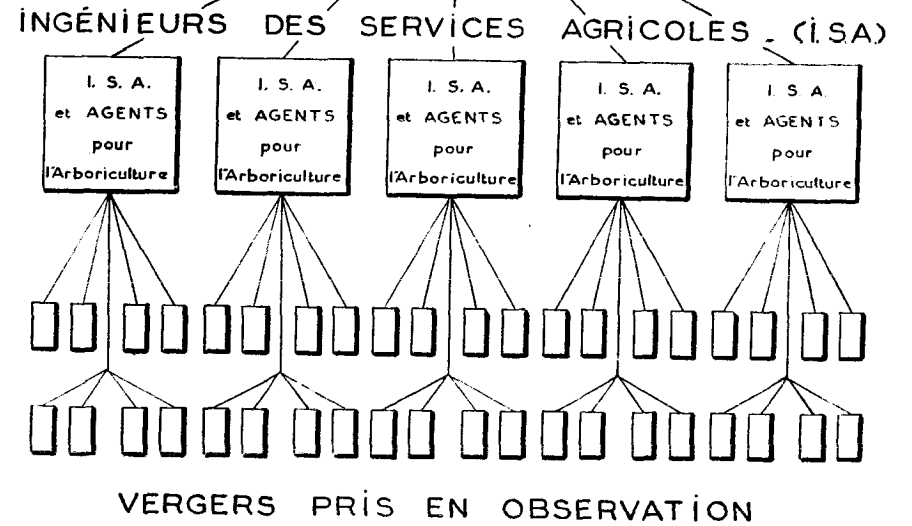 INGÉNIEURS DES SERVICES AGRICOLES - (I.S.A)
I. S. A.
et AGENTS
pour
l'Arboriculture
I. S. A.
et AGENTS
pour
l'Arboriculture
I. S. A.
et AGENTS
pour
l'Arboriculture
I. S. A.
et AGENTS
pour
l'Arboriculture
I. S. A.
et AGENTS
pour
l'Arboriculture
VERGERS PRIS EN OBSERVATION